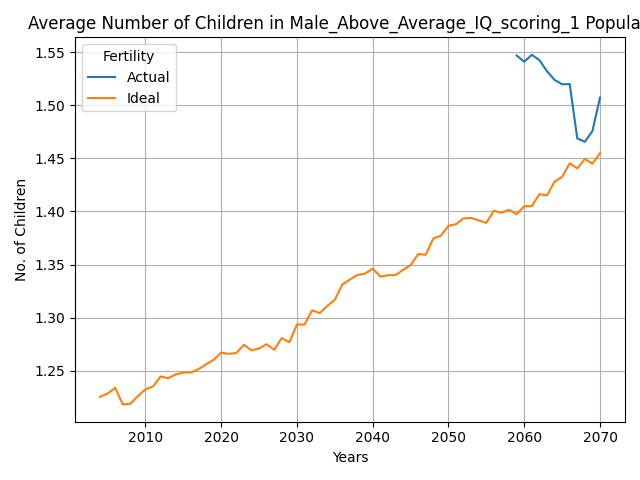 Average Number of Children in Male_Above_Average_IQ_scoring_1 Popula
Fertility
Actual
Ideal
1.55
1.50
1.45
1.40
1.35
1.30
1.25
No. of Children
2010 2020 2030 2040 2050 2060 2070
Years